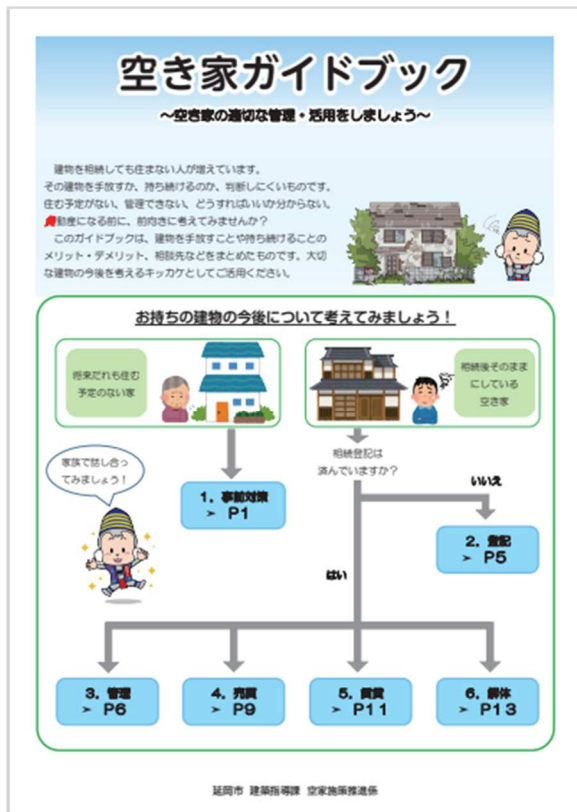 空き家ガイドブック
～空き家の適切な管理・活用をしましょう～
建物を相続しても住まない人が増えています。
その建物を手放すか、持ち続けるのか、判断しにくいものです。
住む予定がない、管理できない、どうすればいいか分からない。
負動産になる前に、前向きに考えてみませんか？
このガイドブックは、建物を手放すことや持ち続けることの
メリット・デメリット、相談先などをまとめたものです。大切
な建物の今後を考えるキッカケとしてご活用ください。
お持ちの建物の今後について考えてみましょう！
将来だれも住む
予定のない家
相続後そのまま
にしている
空き家
相続登記は
済んでいますか？
家族で話し合っ
てみましょう！
いいえ
1．事前対策
➢ P1
2．登記
➢ P5
はい
3．管理
➢ P6
4．売買
➢ P9
5．賃貸
➢ P11
6．解体
➢ P13
延岡市 建築指導課 空家施策推進係